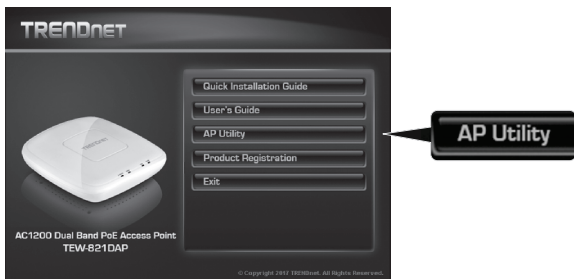 TRENDNET
Quick Installation Guide
User's Guide
AP Utility
Product Registration
Exit
AP Utility
AC1200 Dual Band PoE Access Point
TEW-821DAP
© Copyright 2017 TRENDnet. All Rights Reserved.